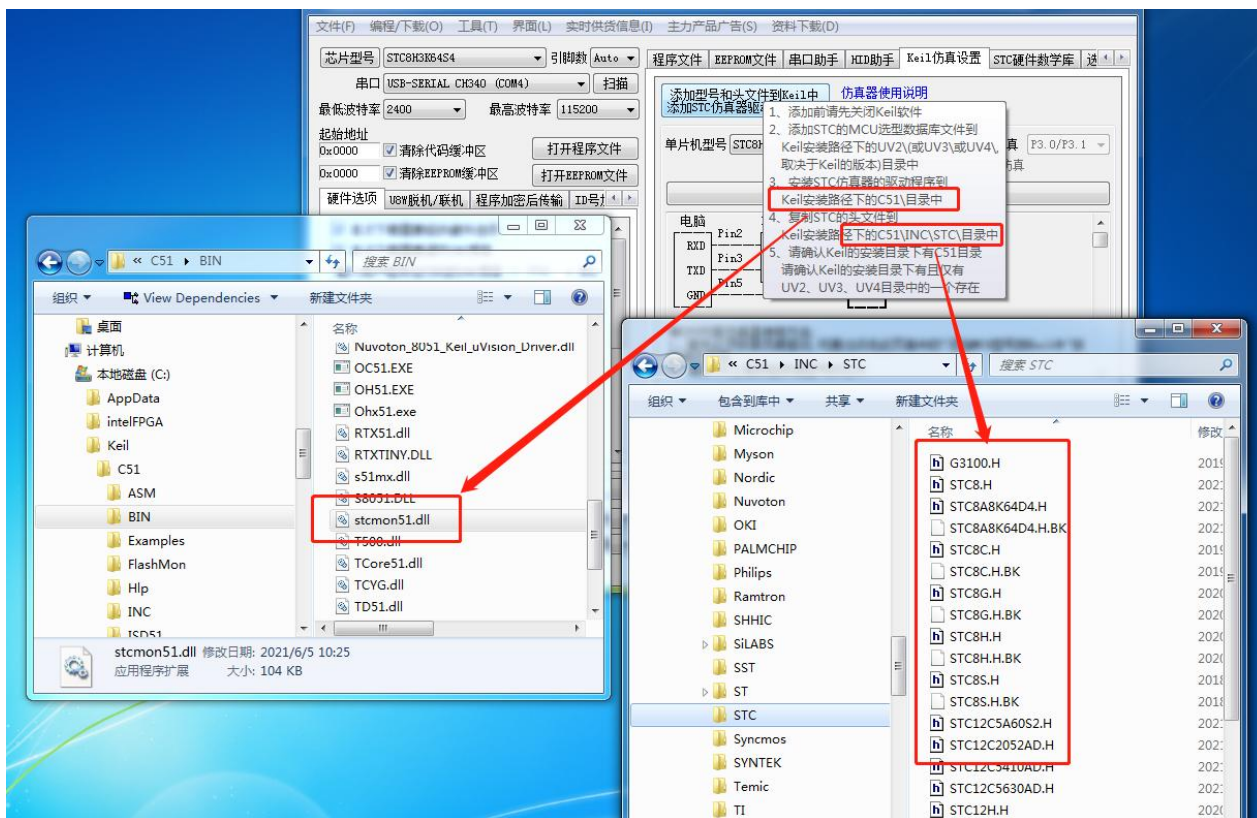 文件(F) 编程/下载(O) 工具(T) 界面(L) 实时供货信息(I) 主力产品广告(S) 资料下载(D)
芯片型号 STC8H3K64S4 引脚数 Auto
串口 USB-SERIAL CH340 (COM4) 扫描
最低波特率 2400 最高波特率 115200
起始地址
0x0000 清除代码缓冲区 打开程序文件
0x0000 清除EEPROM缓冲区 打开EEPROM文件
硬件选项 U8W脱机/联机 程序加密后传输 ID号
程序文件 EEPROM文件 串口助手 HID助手 Keil仿真设置 STC硬件数学库
添加型号和头文件到Keil中 仿真器使用说明
添加STC仿真器驱
单片机型号 STC8H P3.0/P3.1
1、添加前请先关闭Keil软件
2、添加STC的MCU选型数据库文件到
Keil安装路径下的UV2\(或UV3\或UV4\,
取决于Keil的版本)目录中
3、安装STC仿真器的驱动程序到
Keil安装路径下的C51\目录中
4、复制STC的头文件到
Keil安装路径下的C51\INC\STC\目录中
5、请确认Keil的安装目录下有C51目录
请确认Keil的安装目录下有且仅有
UV2、UV3、UV4目录中的一个存在
电脑
RXD Pin2
TXD Pin3
GND Pin5
« C51 ▸ BIN 搜索 BIN
组织 View Dependencies 新建文件夹
桌面
计算机
本地磁盘 (C:)
AppData
intelFPGA
Keil
C51
ASM
BIN
Examples
FlashMon
Hlp
INC
ISD51
名称
Nuvoton_8051_Keil_uVision_Driver.dll
OC51.EXE
OH51.EXE
Ohx51.exe
RTX51.dll
RTXTINY.DLL
s51mx.dll
S8051.DLL
stcmon51.dll
T500.dll
TCore51.dll
TCYG.dll
TD51.dll
stcmon51.dll 修改日期: 2021/6/5 10:25
应用程序扩展 大小: 104 KB
« C51 ▸ INC ▸ STC 搜索 STC
组织 包含到库中 共享 新建文件夹
Microchip
Myson
Nordic
Nuvoton
OKI
PALMCHIP
Philips
Ramtron
SHHIC
SiLABS
SST
ST
STC
Syncmos
SYNTEK
Temic
TI
名称 修改
G3100.H 2019
STC8.H 202
STC8A8K64D4.H 202
STC8A8K64D4.H.BK 202
STC8C.H 2019
STC8C.H.BK 2019
STC8G.H 2020
STC8G.H.BK 2020
STC8H.H 2020
STC8H.H.BK 2020
STC8S.H 2018
STC8S.H.BK 2018
STC12C5A60S2.H 202
STC12C2052AD.H 202
STC12C5410AD.H 202
STC12C5630AD.H 202
STC12H.H 2020